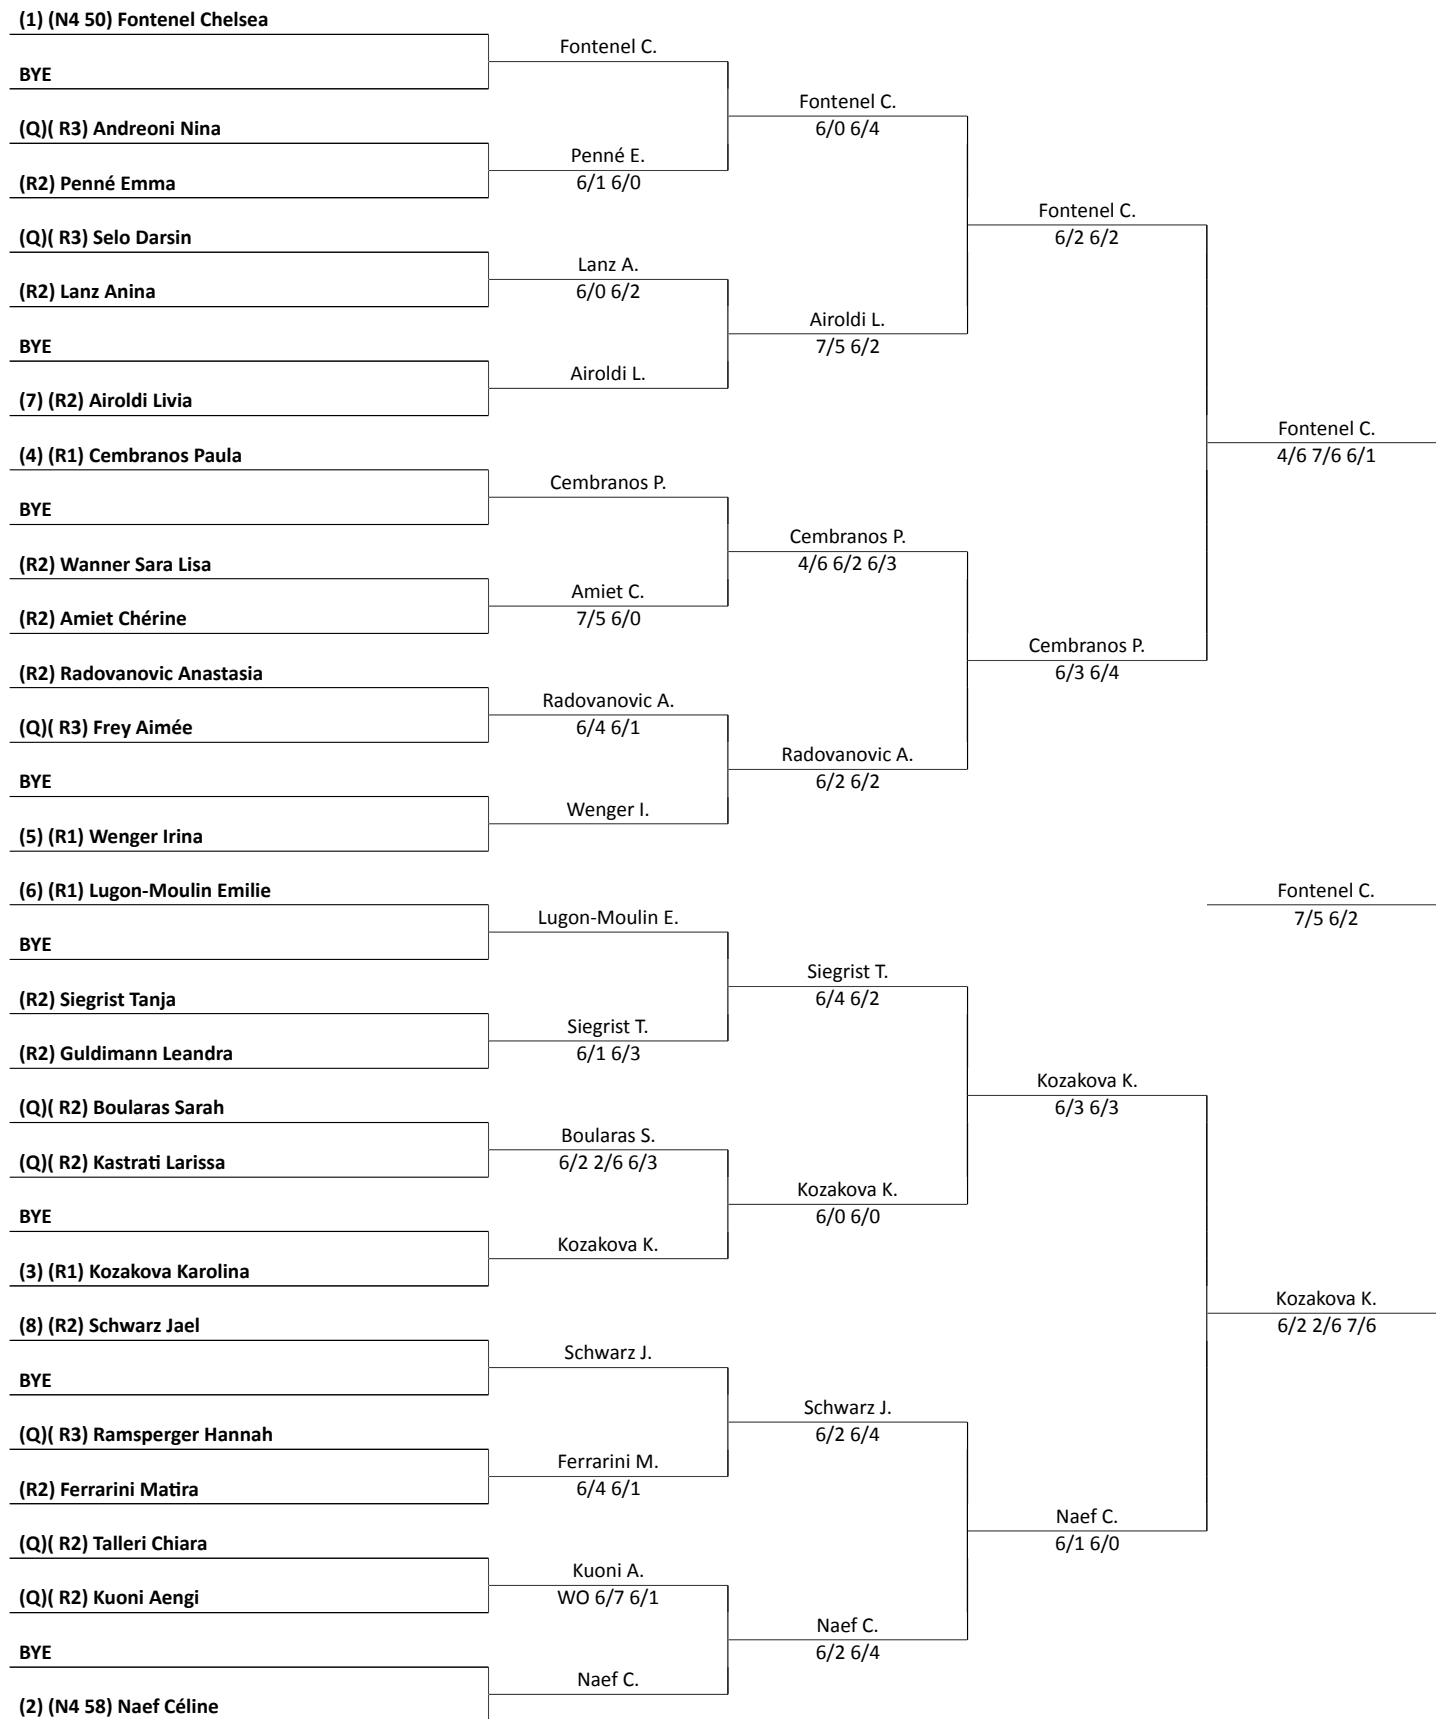 (1) (N4 50) Fontenel Chelsea
Fontenel C.
BYE
Fontenel C.
6/0 6/4
(Q)( R3) Andreoni Nina
Penné E.
6/1 6/0
(R2) Penné Emma
Fontenel C.
6/2 6/2
(Q)( R3) Selo Darsin
Lanz A.
6/0 6/2
(R2) Lanz Anina
Airoldi L.
7/5 6/2
BYE
Airoldi L.
(7) (R2) Airoldi Livia
Fontenel C.
4/6 7/6 6/1
(4) (R1) Cembranos Paula
Cembranos P.
BYE
Cembranos P.
4/6 6/2 6/3
(R2) Wanner Sara Lisa
Amiet C.
7/5 6/0
(R2) Amiet Chérine
Cembranos P.
6/3 6/4
(R2) Radovanovic Anastasia
Radovanovic A.
6/4 6/1
(Q)( R3) Frey Aimée
Radovanovic A.
6/2 6/2
BYE
Wenger I.
(5) (R1) Wenger Irina
(6) (R1) Lugon-Moulin Emilie
Fontenel C.
7/5 6/2
Lugon-Moulin E.
BYE
Siegrist T.
6/4 6/2
(R2) Siegrist Tanja
Siegrist T.
6/1 6/3
(R2) Guldimann Leandra
Kozakova K.
6/3 6/3
(Q)( R2) Boularas Sarah
Boularas S.
6/2 2/6 6/3
(Q)( R2) Kastrati Larissa
Kozakova K.
6/0 6/0
BYE
Kozakova K.
(3) (R1) Kozakova Karolina
Kozakova K.
6/2 2/6 7/6
(8) (R2) Schwarz Jael
Schwarz J.
BYE
Schwarz J.
6/2 6/4
(Q)( R3) Ramsperger Hannah
Ferrarini M.
6/4 6/1
(R2) Ferrarini Matira
Naef C.
6/1 6/0
(Q)( R2) Talleri Chiara
Kuoni A.
WO 6/7 6/1
(Q)( R2) Kuoni Aengi
Naef C.
6/2 6/4
BYE
Naef C.
(2) (N4 58) Naef Céline